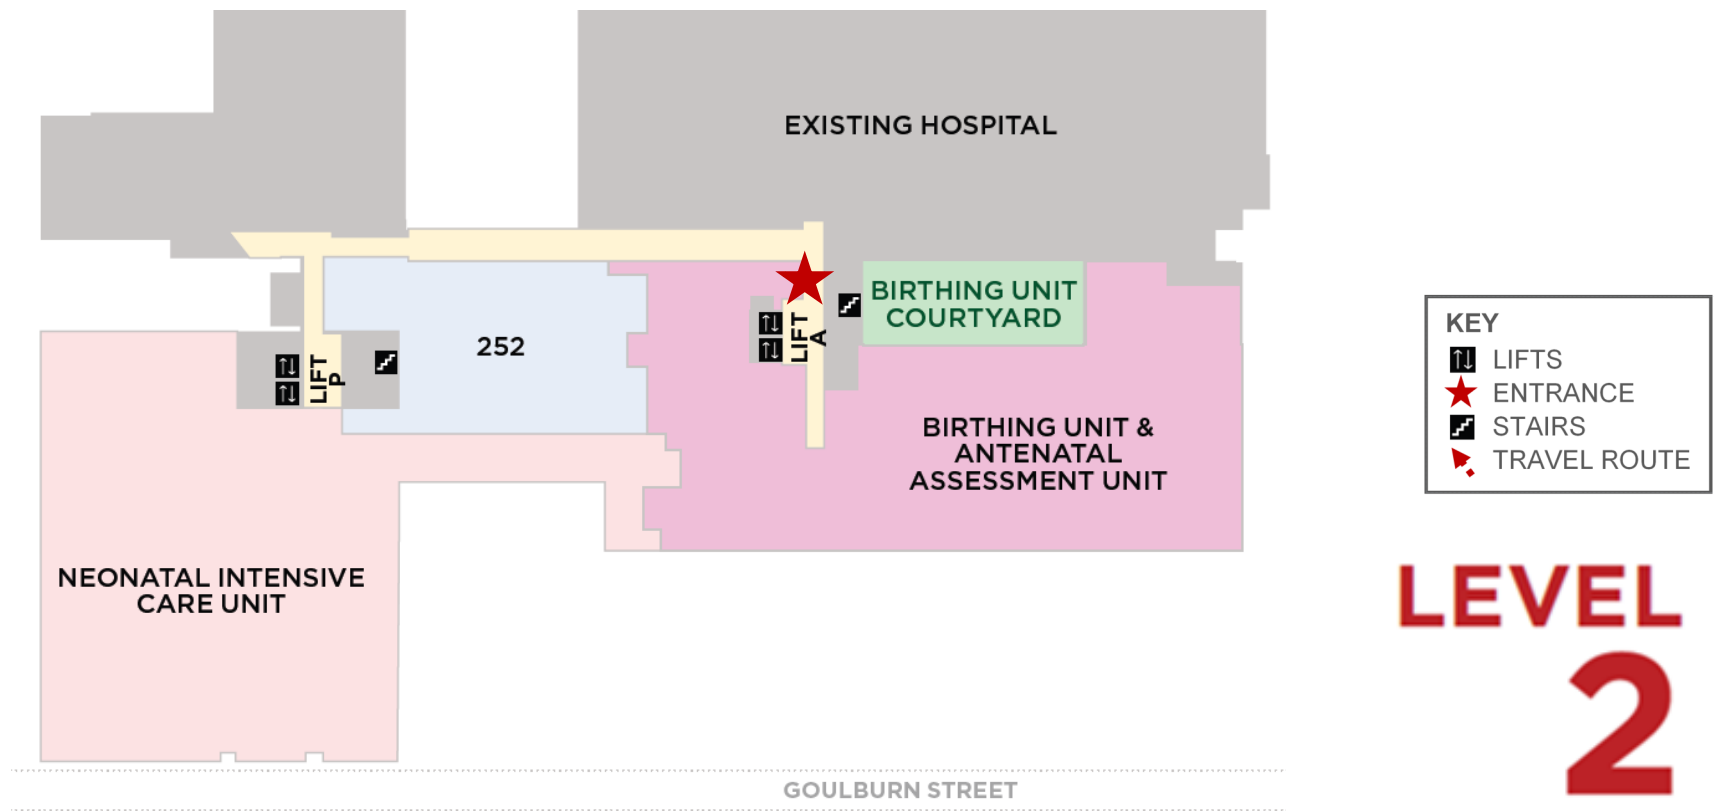 EXISTING HOSPITAL
BIRTHING UNIT
COURTYARD
LIFT
A
252
LIFT
P
BIRTHING UNIT &
ANTENATAL
ASSESSMENT UNIT
NEONATAL INTENSIVE
CARE UNIT
GOULBURN STREET
KEY
LIFTS
ENTRANCE
STAIRS
TRAVEL ROUTE
LEVEL
2